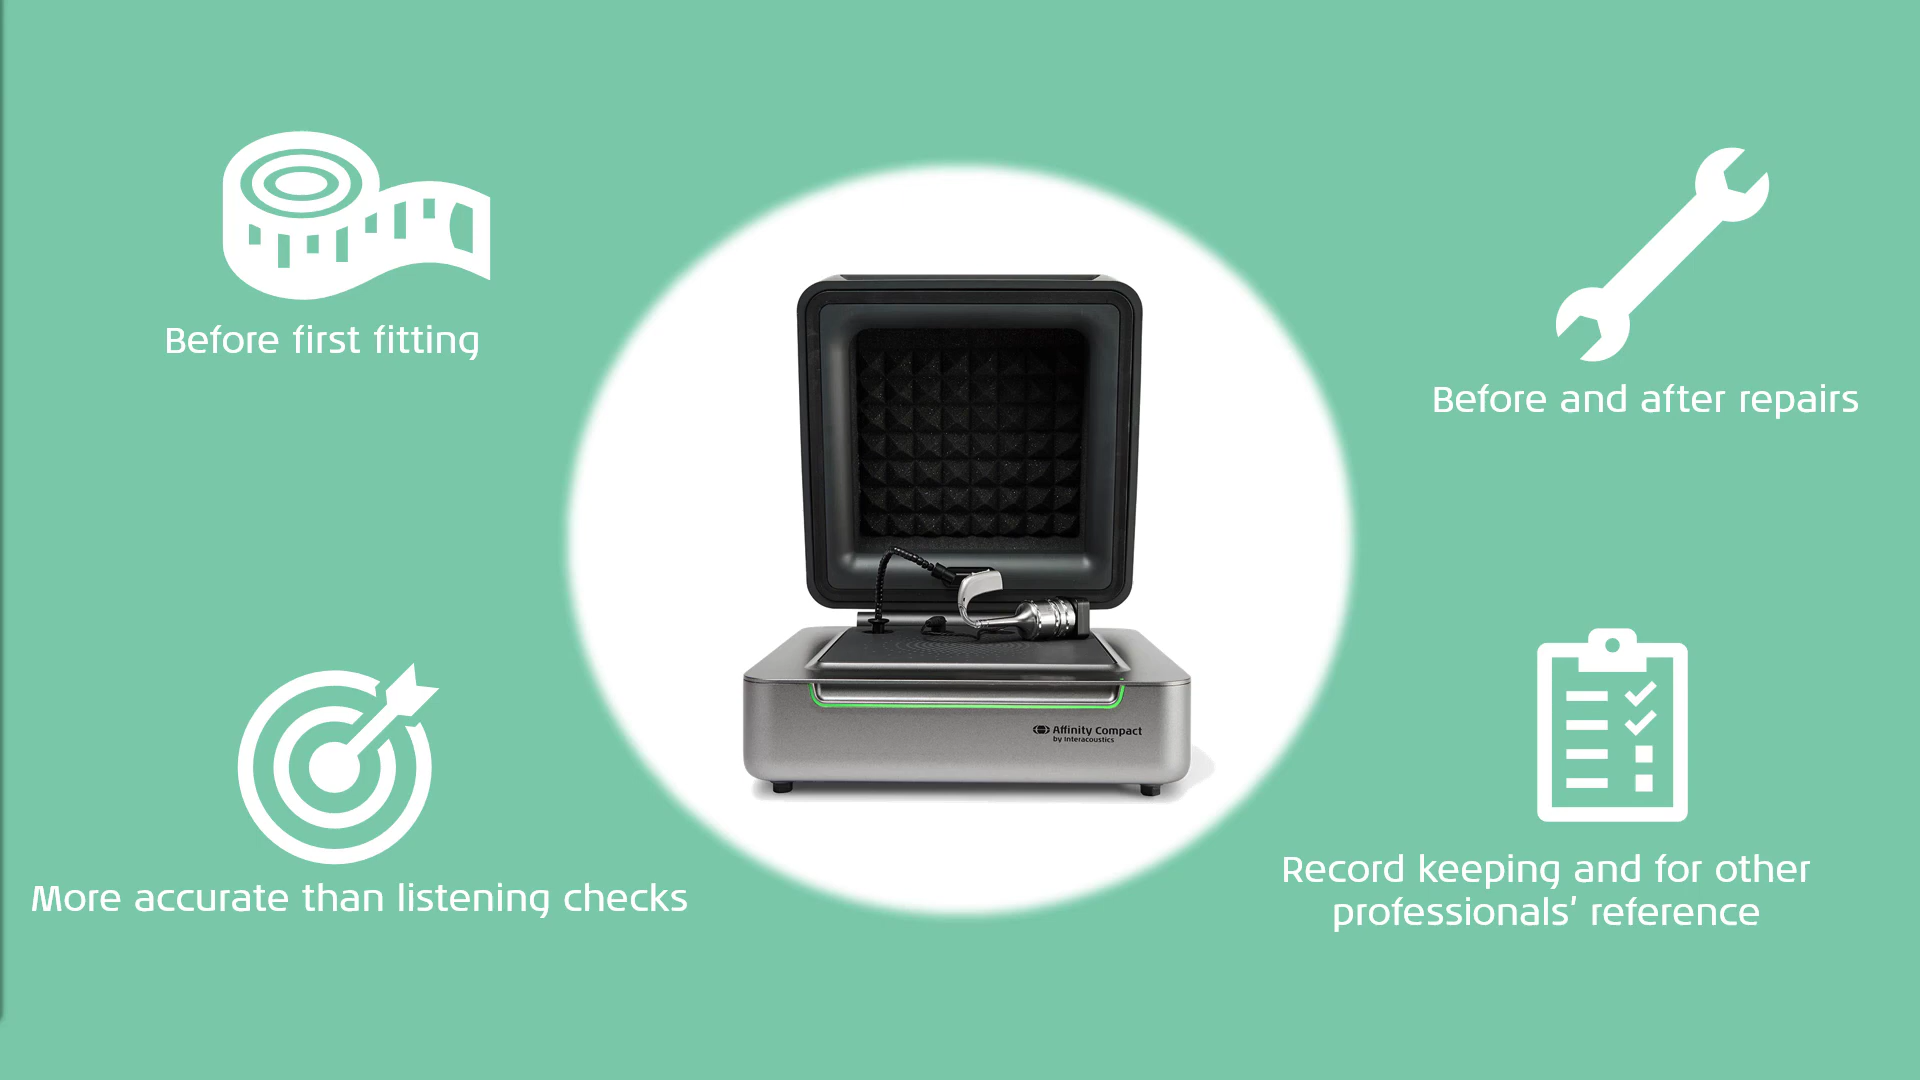 Before first fitting
Before and after repairs
Affinity Compact
by Interacoustics
More accurate than listening checks
Record keeping and for other
professionals’ reference